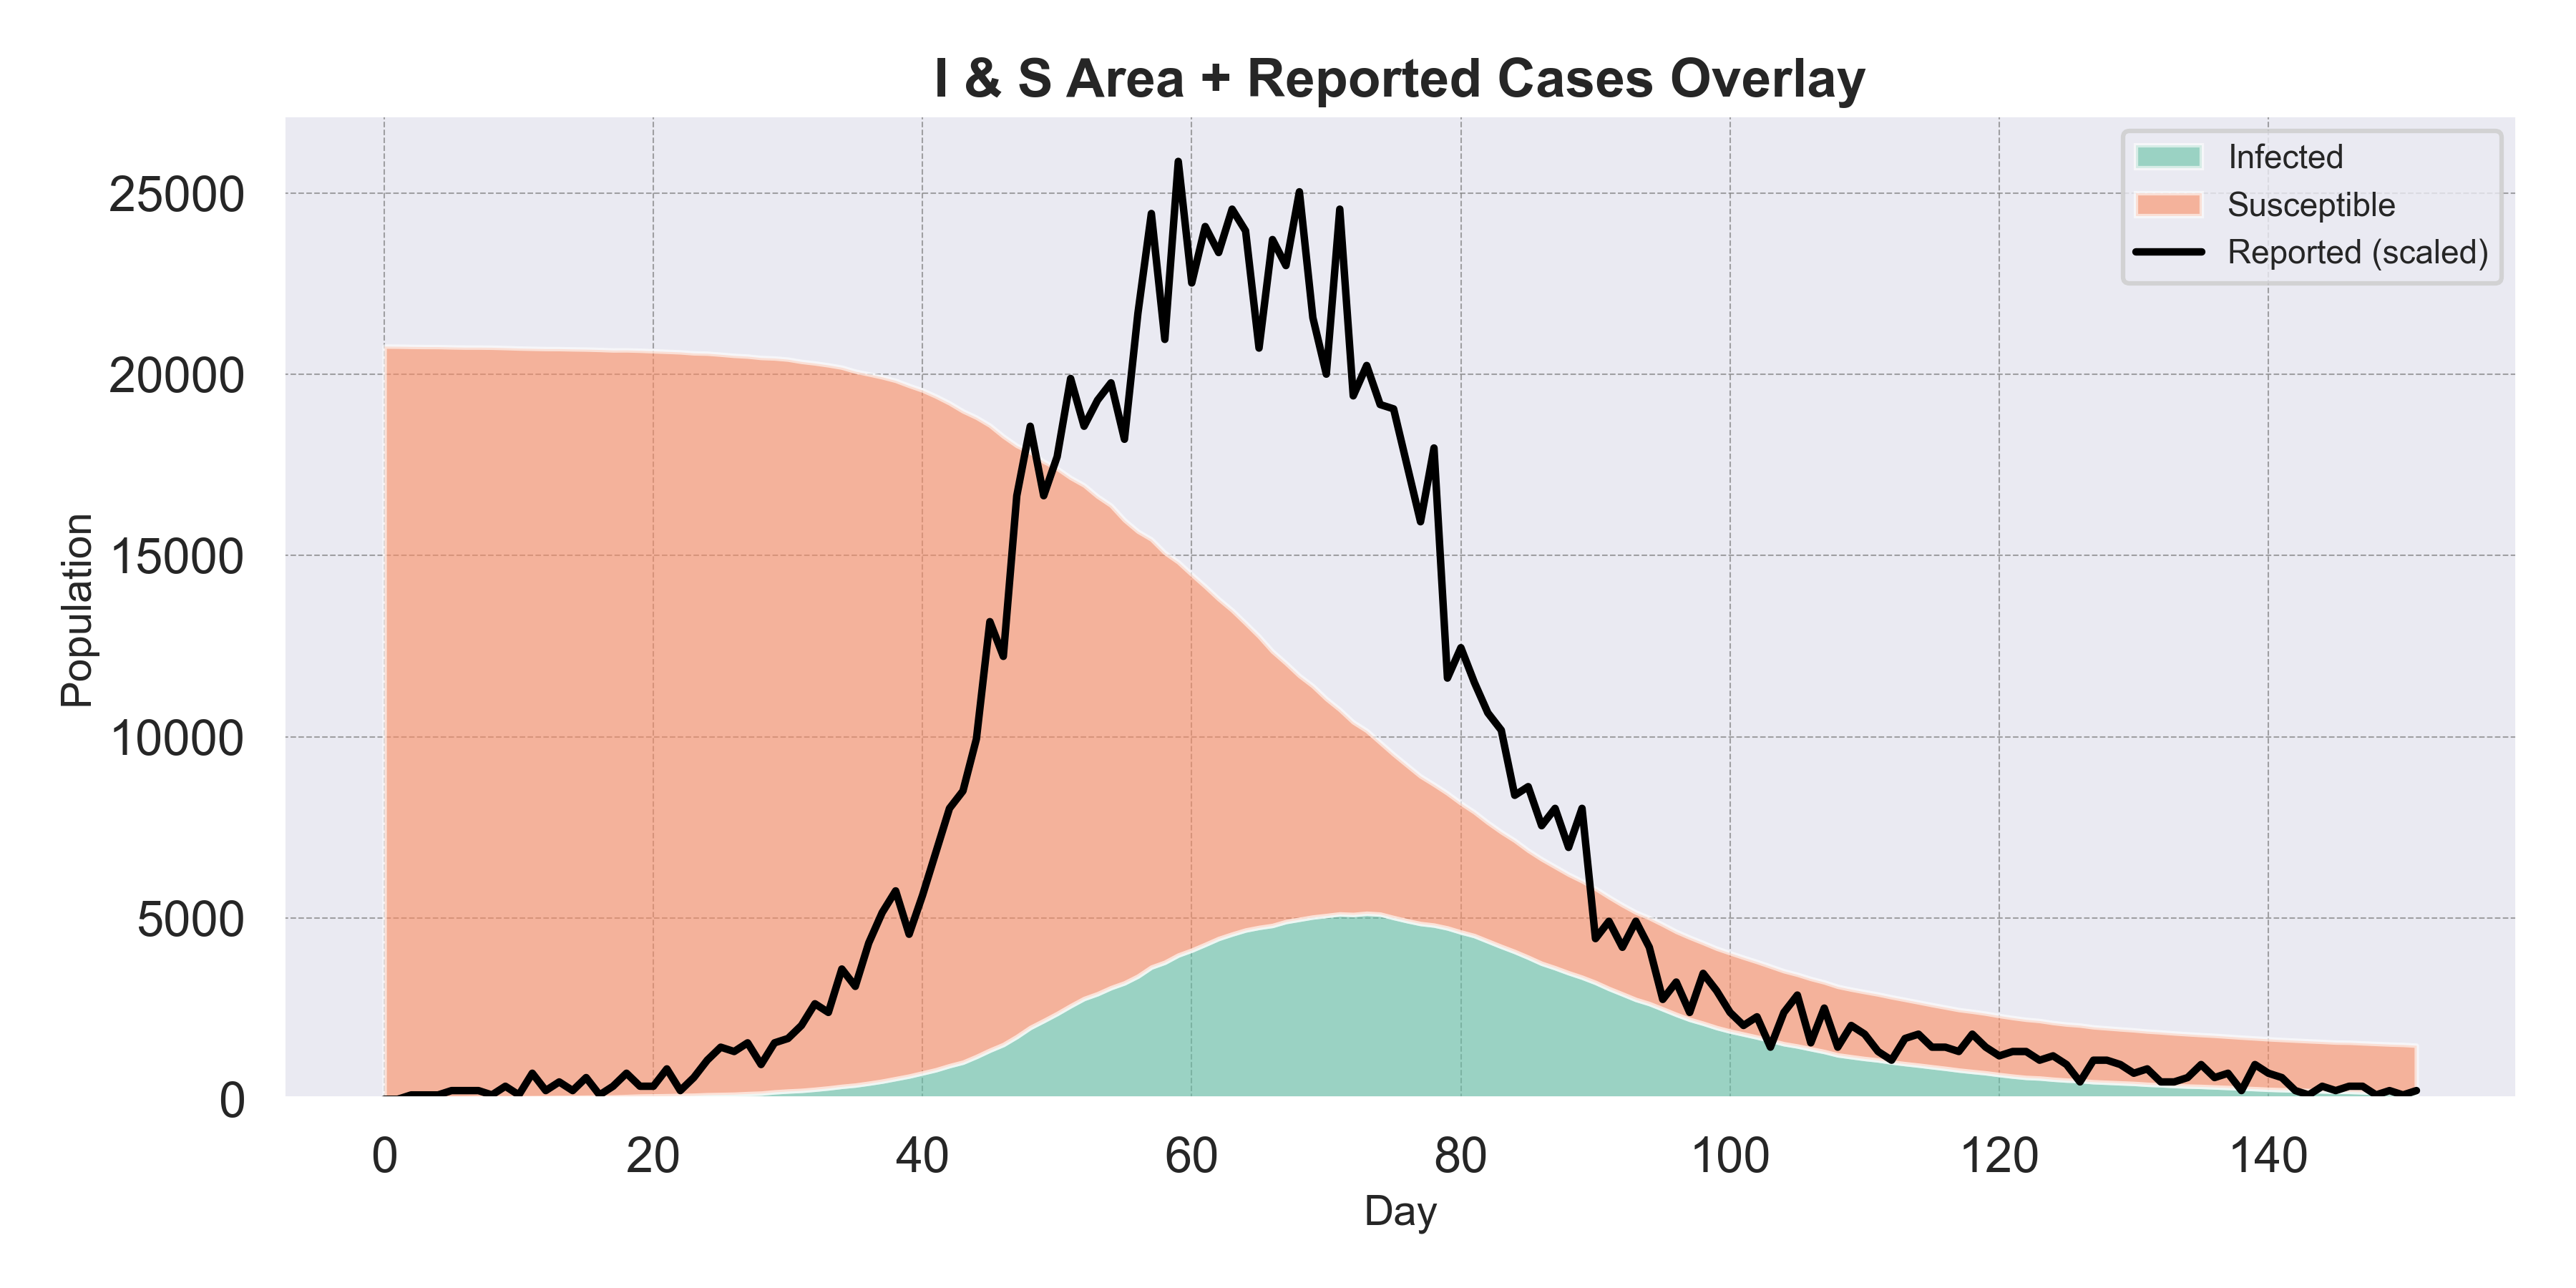 I & S Area + Reported Cases Overlay
Infected
Susceptible
Reported (scaled)
Population
25000
20000
15000
10000
5000
0
0 20 40 60 80 100 120 140
Day